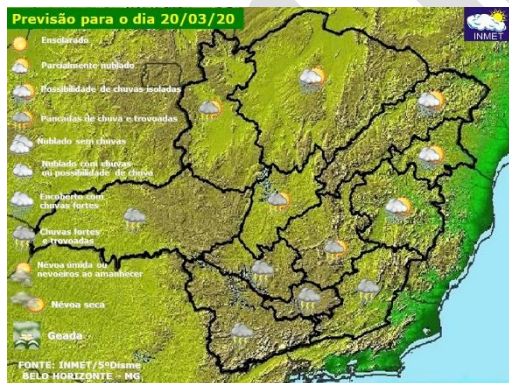 Previsão para o dia 20/03/20
INMET
Ensolarado
Parcialmente nublado
Possibilidade de chuvas isoladas
Pancadas de chuva e trovoadas
Nublado sem chuvas
Nublado com chuvas
ou possibilidade de chuva
Encoberto com
chuvas fortes
Chuvas fortes
e trovoadas
Névoa úmida ou
nevoeiros ao amanhecer
Névoa seca
Geada
FONTE: INMET/5ºDisme
BELO HORIZONTE - MG